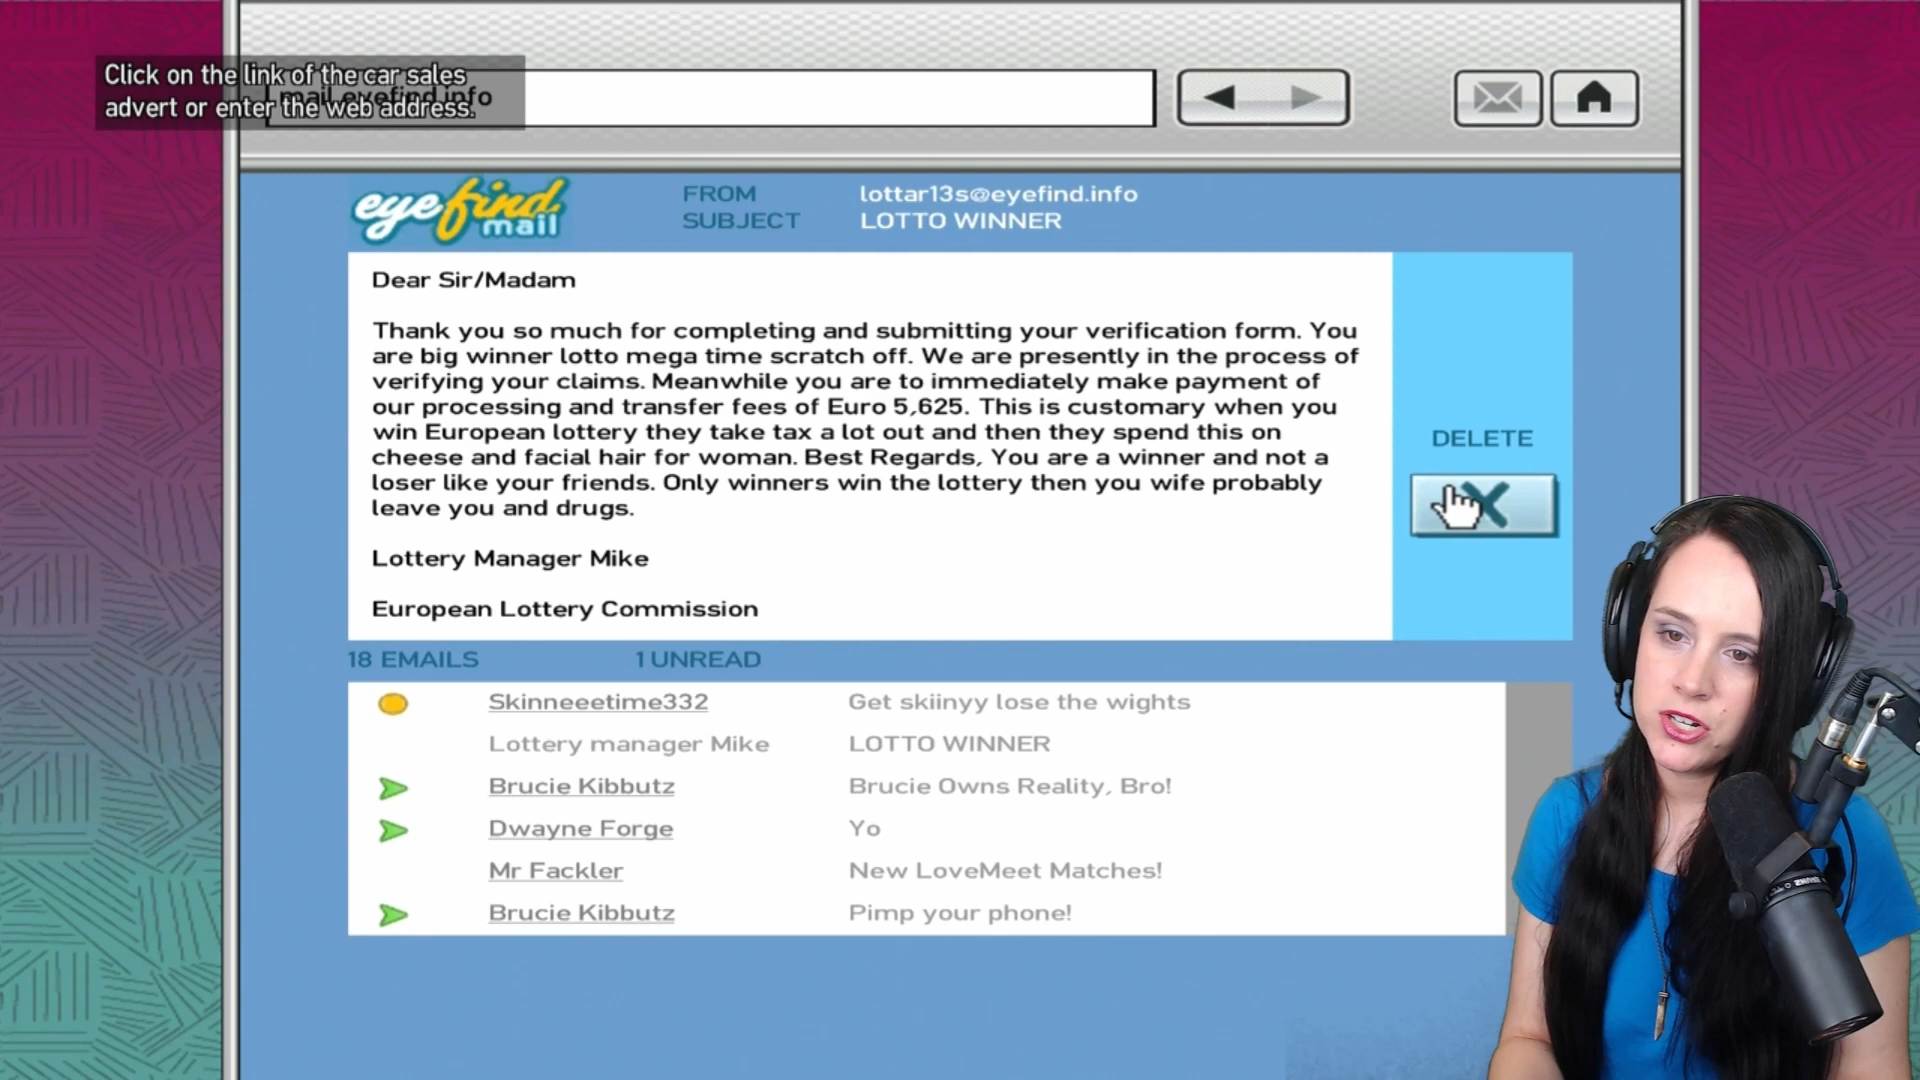 Click on the link of the car sales
advert or enter the web address.
mail.eyefind.info
eyefind
mail
FROM lottar13s@eyefind.info
SUBJECT LOTTO WINNER
Dear Sir/Madam
Thank you so much for completing and submitting your verification form. You
are big winner lotto mega time scratch off. We are presently in the process of
verifying your claims. Meanwhile you are to immediately make payment of
our processing and transfer fees of Euro 5,625. This is customary when you
win European lottery they take tax a lot out and then they spend this on
cheese and facial hair for woman. Best Regards, You are a winner and not a
loser like your friends. Only winners win the lottery then you wife probably
leave you and drugs.
Lottery Manager Mike
European Lottery Commission
DELETE
18 EMAILS 1 UNREAD
Skinneeetime332 Get skiinyy lose the wights
Lottery manager Mike LOTTO WINNER
Brucie Kibbutz Brucie Owns Reality, Bro!
Dwayne Forge Yo
Mr Fackler New LoveMeet Matches!
Brucie Kibbutz Pimp your phone!